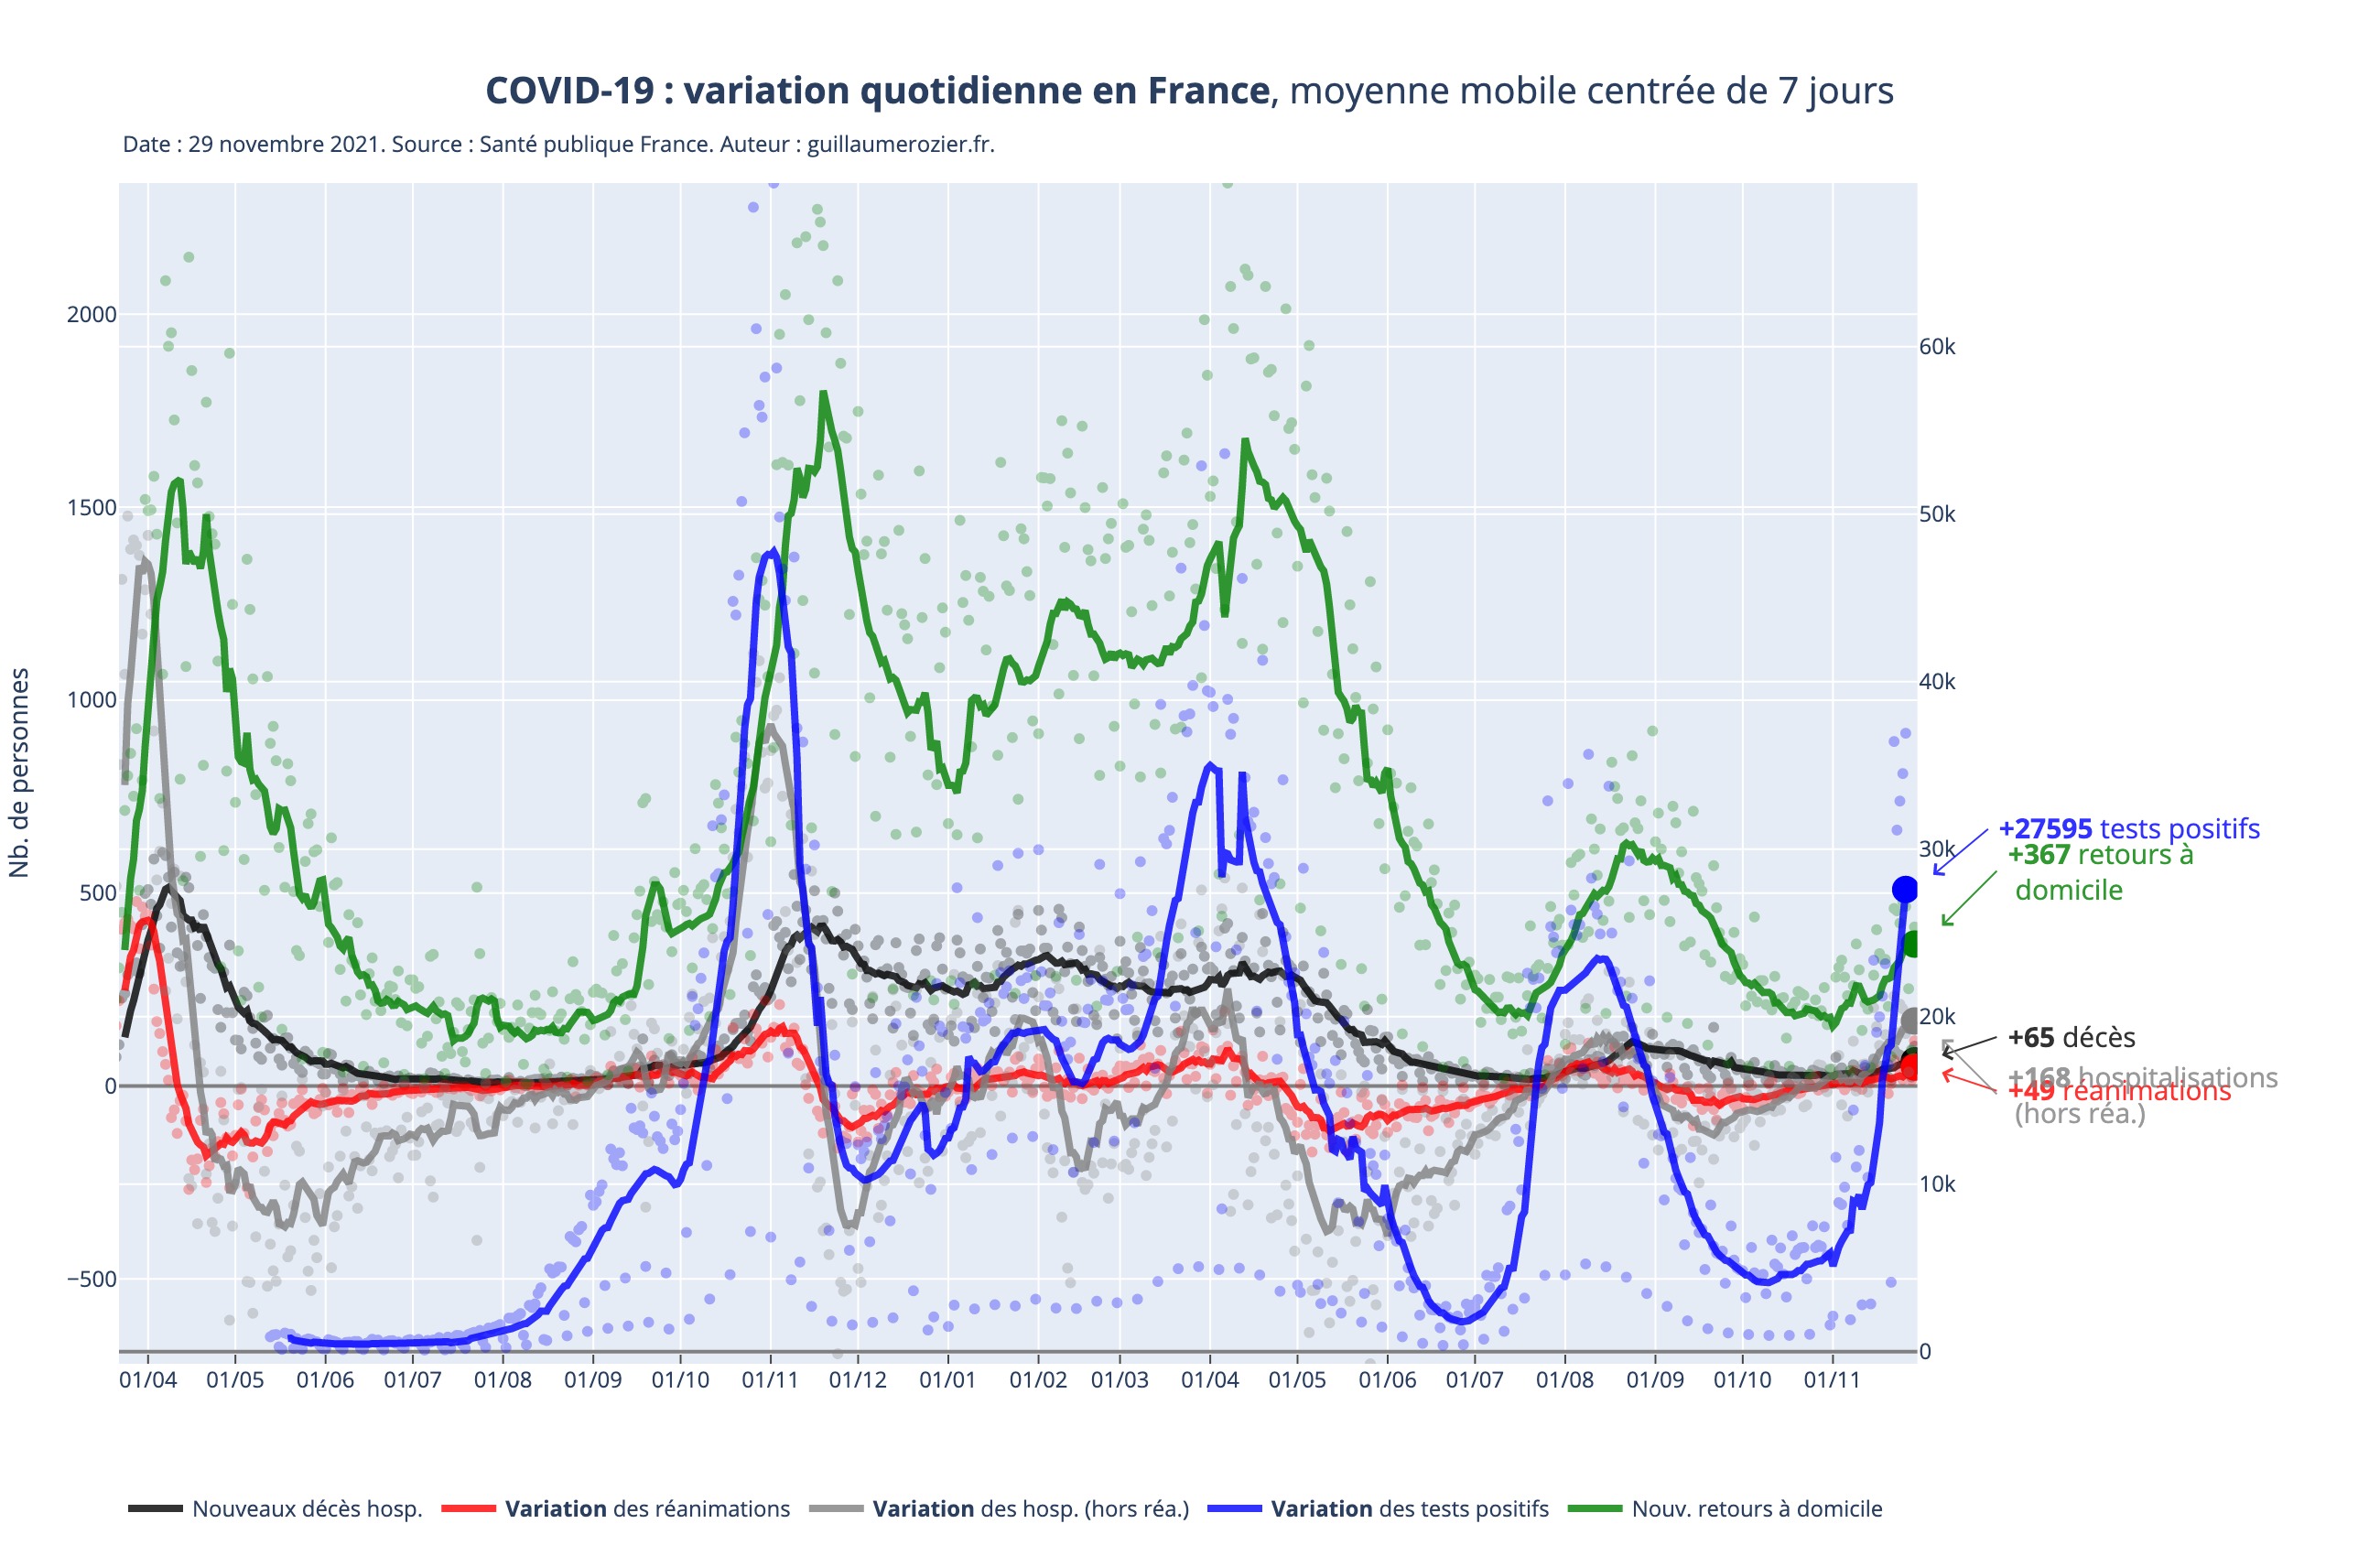 COVID-19 : variation quotidienne en France, moyenne mobile centrée de 7 jours
Date : 29 novembre 2021. Source : Santé publique France. Auteur : guillaumerozier.fr.
Nb. de personnes
2000
1500
1000
500
0
−500
60k
50k
40k
30k
20k
10k
0
+27595 tests positifs
+367 retours à
domicile
+65 décès
+168 hospitalisations
(hors réa.)
+49 réanimations
01/04 01/05 01/06 01/07 01/08 01/09 01/10 01/11 01/12 01/01 01/02 01/03 01/04 01/05 01/06 01/07 01/08 01/09 01/10 01/11
Nouveaux décès hosp. Variation des réanimations Variation des hosp. (hors réa.) Variation des tests positifs Nouv. retours à domicile